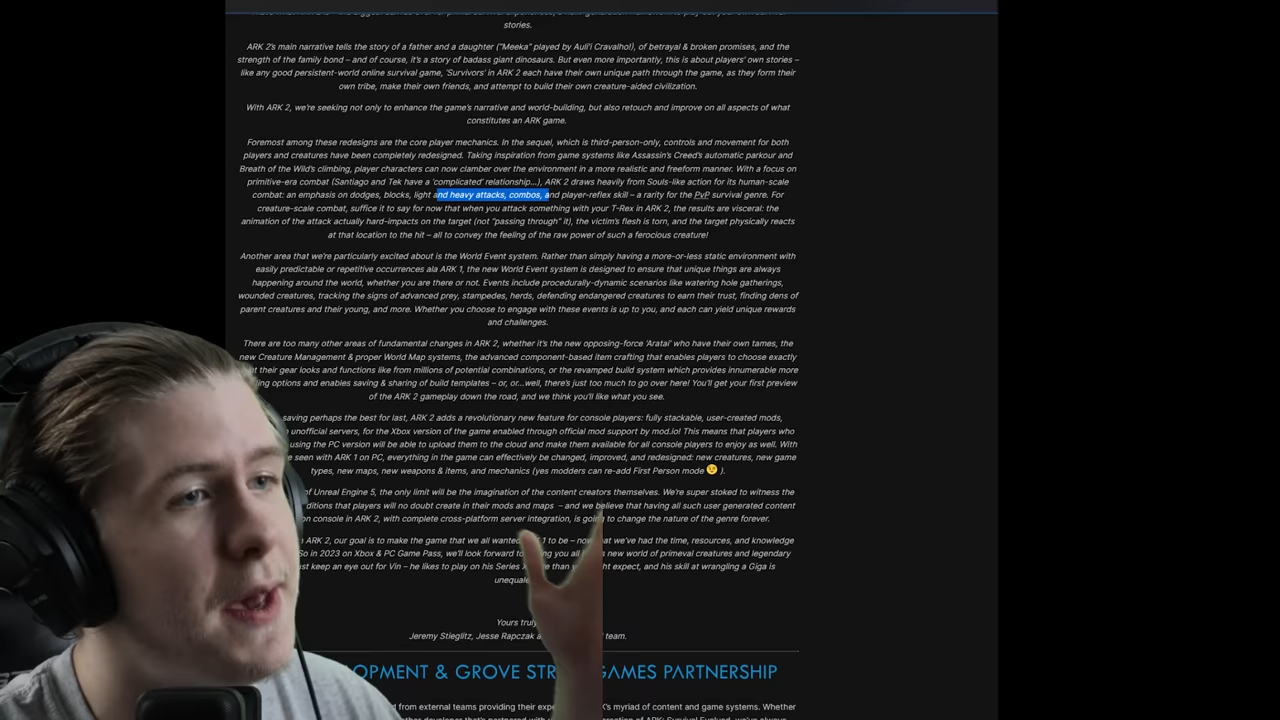 stories.
ARK 2's main narrative tells the story of a father and a daughter ("Meeka" played by Auli'i Cravalho!), of betrayal & broken promises, and the
strength of the family bond – and of course, it's a story of badass giant dinosaurs. But even more importantly, this is about players' own stories –
like any good persistent-world online survival game, 'Survivors' in ARK 2 each have their own unique path through the game, as they form their
own tribe, make their own friends, and attempt to build their own creature-aided civilization.
With ARK 2, we're seeking not only to enhance the game's narrative and world-building, but also retouch and improve on all aspects of what
constitutes an ARK game.
Foremost among these redesigns are the core player mechanics. In the sequel, which is third-person-only, controls and movement for both
players and creatures have been completely redesigned. Taking inspiration from game systems like Assassin's Creed's automatic parkour and
Breath of the Wild's climbing, player characters can now clamber over the environment in a more realistic and freeform manner. With a focus on
primitive-era combat (Santiago and Tek have a 'complicated' relationship...), ARK 2 draws heavily from Souls-like action for its human-scale
combat: an emphasis on dodges, blocks, light and heavy attacks, combos, and player-reflex skill – a rarity for the PvP survival genre. For
creature-scale combat, suffice it to say for now that when you attack something with your T-Rex in ARK 2, the results are visceral: the
animation of the attack actually hard-impacts on the target (not "passing through" it), the victim's flesh is torn, and the target physically reacts
at that location to the hit – all to convey the feeling of the raw power of such a ferocious creature!
Another area that we're particularly excited about is the World Event system. Rather than simply having a more-or-less static environment with
easily predictable or repetitive occurrences ala ARK 1, the new World Event system is designed to ensure that unique things are always
happening around the world, whether you are there or not. Events include procedurally-dynamic scenarios like watering hole gatherings,
wounded creatures, tracking the signs of advanced prey, stampedes, herds, defending endangered creatures to earn their trust, finding dens of
parent creatures and their young, and more. Whether you choose to engage with these events is up to you, and each can yield unique rewards
and challenges.
There are too many other areas of fundamental changes in ARK 2, whether it's the new opposing-force 'Aratai' who have their own tames, the
new Creature Management & proper World Map systems, the advanced component-based item crafting that enables players to choose exactly
their gear looks and functions like from millions of potential combinations, or the revamped build system which provides innumerable more
options and enables saving & sharing of build templates – or, or...well, there's just too much to go over here! You'll get your first preview
of the ARK 2 gameplay down the road, and we think you'll like what you see.
saving perhaps the best for last, ARK 2 adds a revolutionary new feature for console players: fully stackable, user-created mods,
unofficial servers, for the Xbox version of the game enabled through official mod support by mod.io! This means that players who
using the PC version will be able to upload them to the cloud and make them available for all console players to enjoy as well. With
seen with ARK 1 on PC, everything in the game can effectively be changed, improved, and redesigned: new creatures, new game
types, new maps, new weapons & items, and mechanics (yes modders can re-add First Person mode 😉 ).
of Unreal Engine 5, the only limit will be the imagination of the content creators themselves. We're super stoked to witness the
that players will no doubt create in their mods and maps – and we believe that having all such user generated content
on console in ARK 2, with complete cross-platform server integration, is going to change the nature of the genre forever.
ARK 2, our goal is to make the game that we all wanted 1 to be – now that we've had the time, resources, and knowledge
So in 2023 on Xbox & PC Game Pass, we'll look forward to you all new world of primeval creatures and legendary
keep an eye out for Vin – he likes to play on his Series than expect, and his skill at wrangling a Giga is
Yours truly
Jeremy Stieglitz, Jesse Rapczak team.
& GROVE GAMES PARTNERSHIP
from external teams providing their myriad of content and game systems. Whether